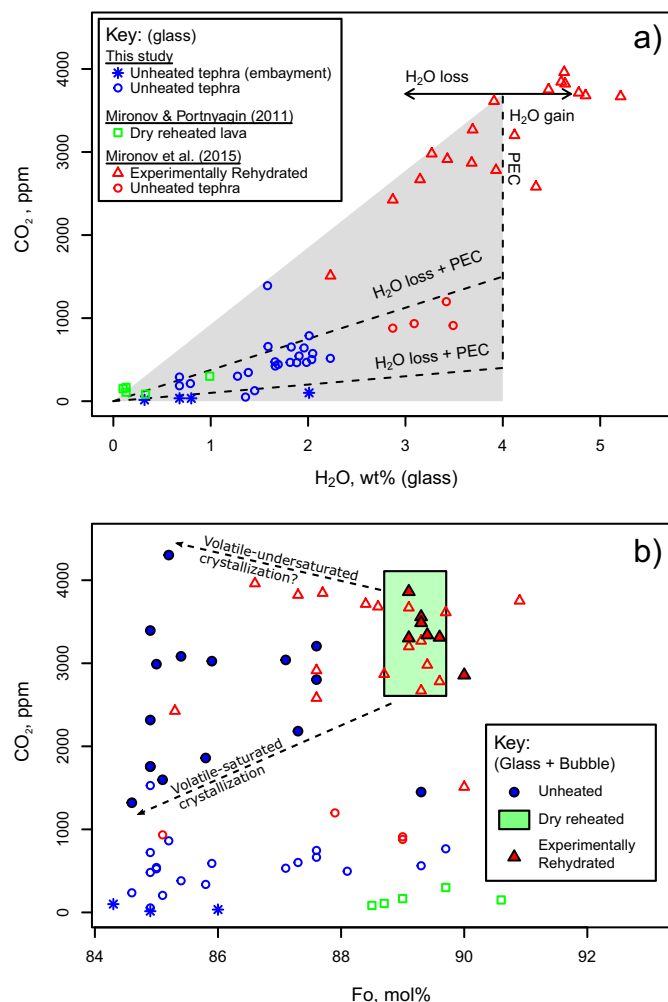 a)
Key: (glass)
This study
Unheated tephra (embayment)
Unheated tephra
Mironov & Portnyagin (2011)
Dry reheated lava
Mironov et al. (2015)
Experimentally Rehydrated
Unheated tephra
H₂O loss
H₂O gain
PEC
H₂O loss + PEC
H₂O loss + PEC
CO₂ , ppm
4000
3000
2000
1000
0
0 1 2 3 4 5
H₂O, wt% (glass)
b)
Volatile-undersaturated
crystallization?
Volatile-saturated
crystallization
Key:
(Glass + Bubble)
Unheated
Dry reheated
Experimentally
Rehydrated
CO₂, ppm
4000
3000
2000
1000
0
84 86 88 90 92
Fo, mol%